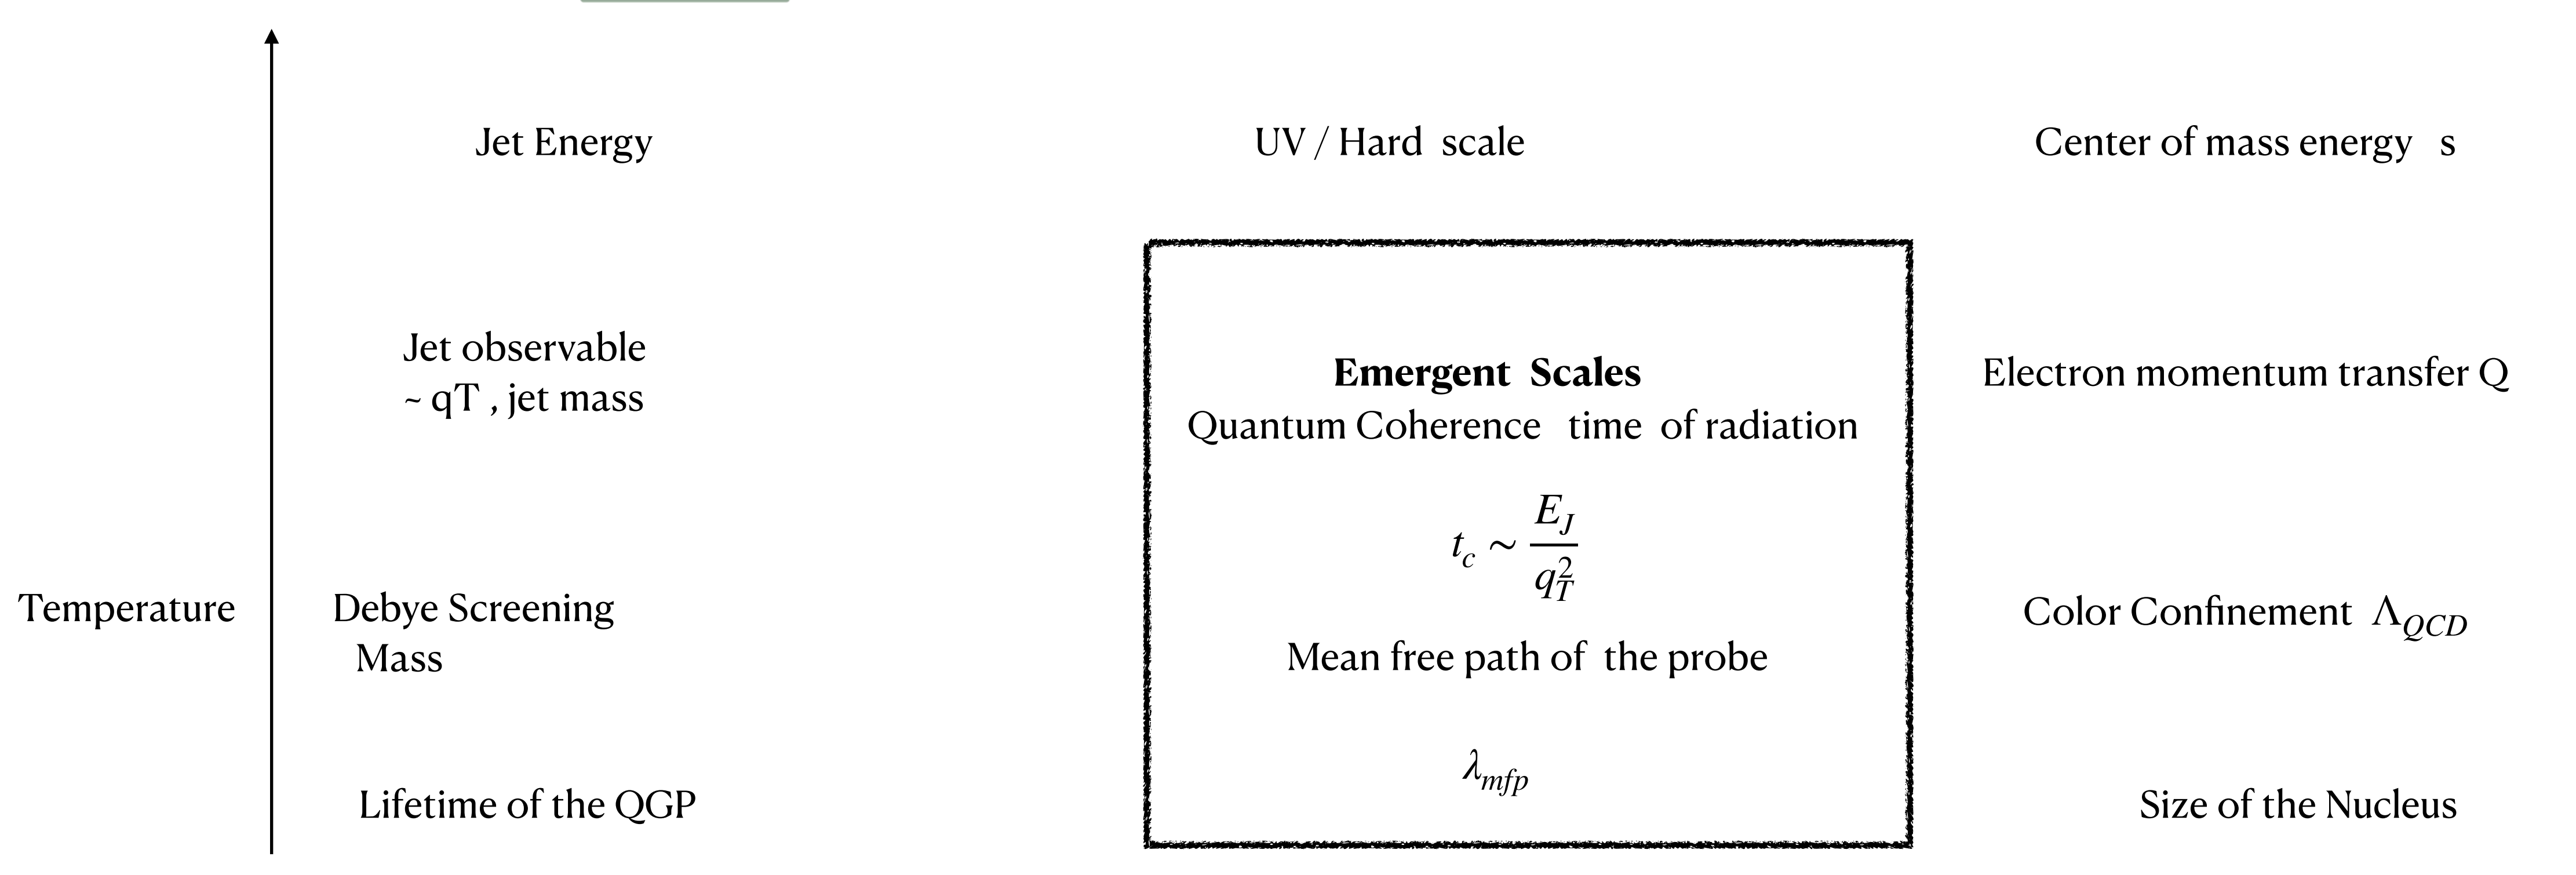 Jet Energy
UV / Hard scale
Center of mass energy s
Jet observable
~ qT , jet mass
Emergent Scales
Quantum Coherence time of radiation
Electron momentum transfer Q
t_c ∼ E_J / q_T^2
Temperature
Debye Screening
Mass
Mean free path of the probe
Color Confinement Λ_QCD
λ_mfp
Lifetime of the QGP
Size of the Nucleus